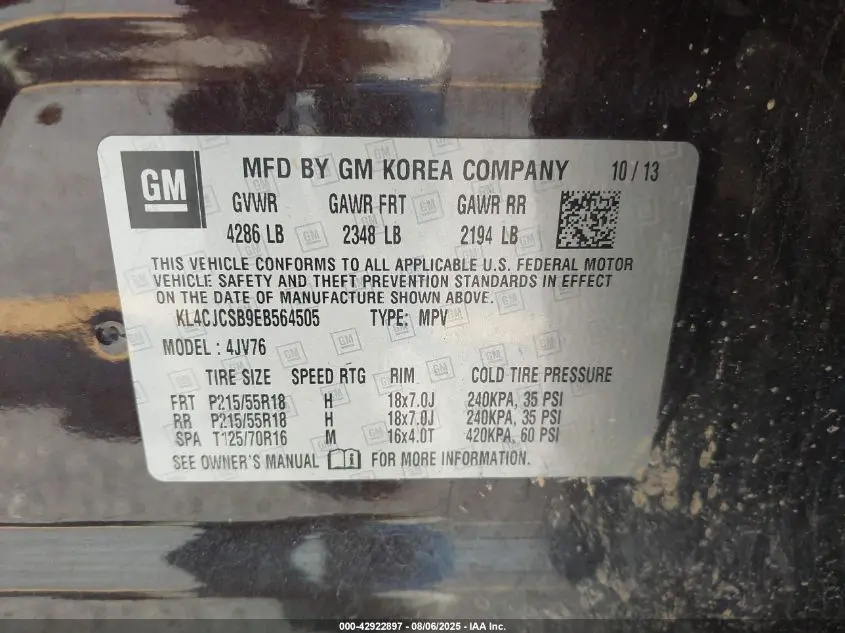 GM
MFD BY GM KOREA COMPANY 10/13
GVWR GAWR FRT GAWR RR
4286 LB 2348 LB 2194 LB
THIS VEHICLE CONFORMS TO ALL APPLICABLE U.S. FEDERAL MOTOR
VEHICLE SAFETY AND THEFT PREVENTION STANDARDS IN EFFECT
ON THE DATE OF MANUFACTURE SHOWN ABOVE.
KL4CJCSB9EB564505 TYPE: MPV
MODEL : 4JV76
TIRE SIZE SPEED RTG RIM COLD TIRE PRESSURE
FRT P215/55R18 H 18x7.0J 240KPA, 35 PSI
RR P215/55R18 H 18x7.0J 240KPA, 35 PSI
SPA T125/70R16 M 16x4.0T 420KPA, 60 PSI
SEE OWNER'S MANUAL i FOR MORE INFORMATION.
000-42922897 - 08/06/2025 - IAA Inc.